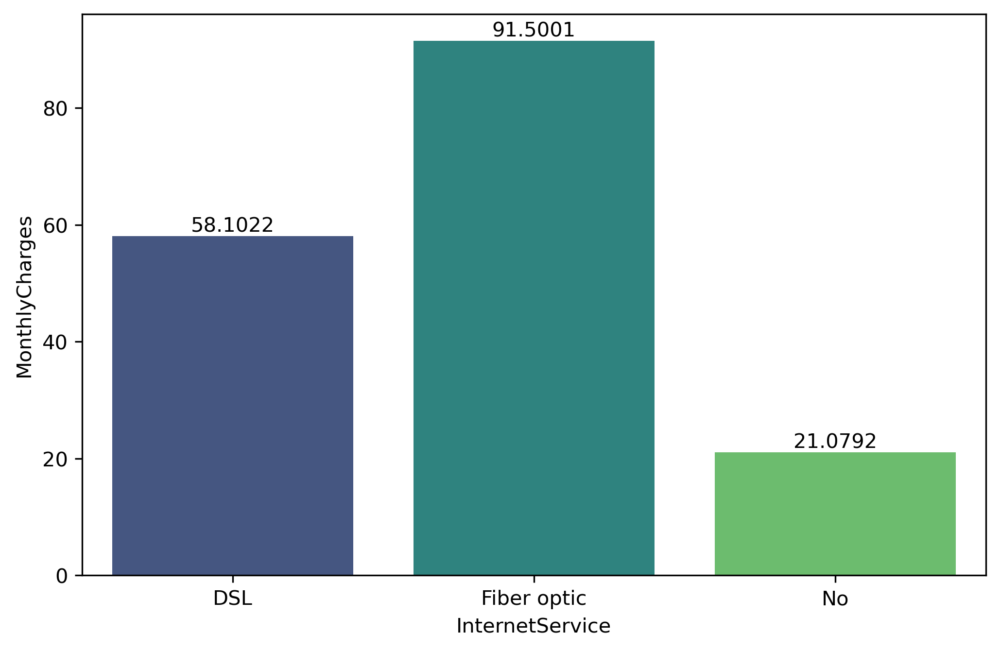 91.5001
80
60
58.1022
MonthlyCharges
40
21.0792
20
0
DSL
Fiber optic
No
InternetService